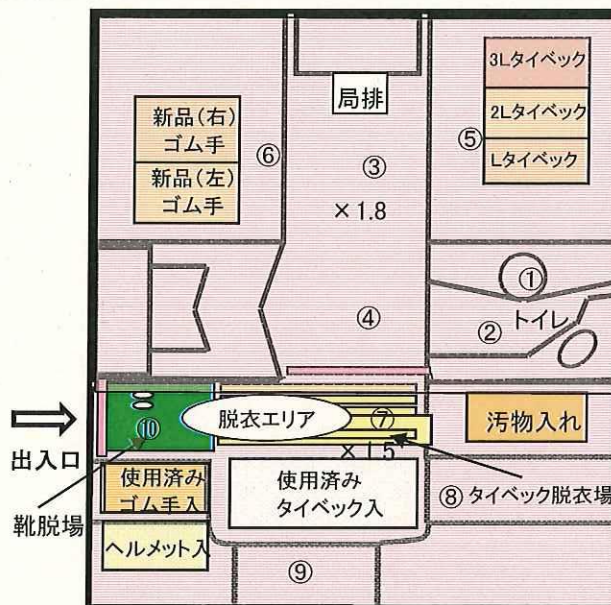 局排
新品(右)
ゴム手
新品(左)
ゴム手
⑥
③
×1.8
⑤
3Lタイベック
2Lタイベック
Lタイベック
①
④
②
トイレ
出入口
⑩
脱衣エリア
⑦
×1.5
汚物入れ
靴脱場
使用済み
ゴム手入
使用済み
タイベック入
⑧タイベック脱衣場
ヘルメット入
⑨